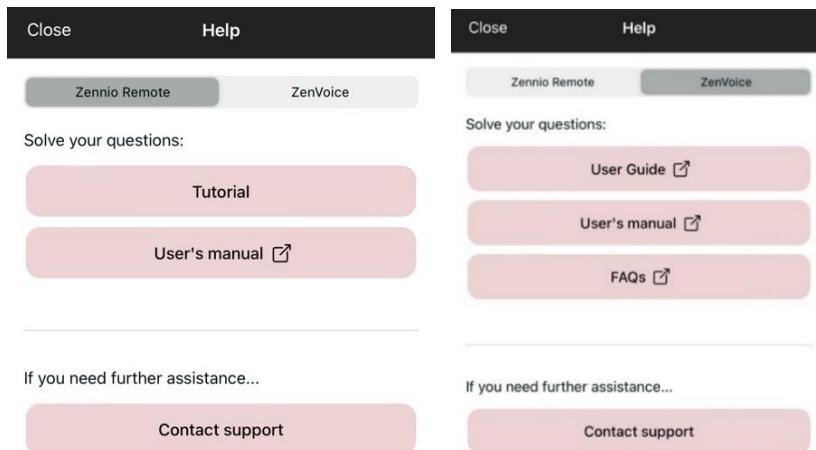 Close Help
Zennio Remote ZenVoice
Solve your questions:
Tutorial
User's manual
If you need further assistance...
Contact support
Close Help
Zennio Remote ZenVoice
Solve your questions:
User Guide
User's manual
FAQs
If you need further assistance...
Contact support